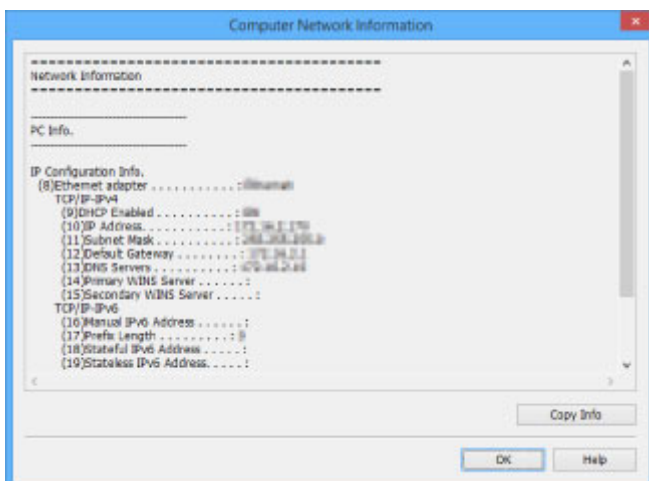 Computer Network Information
========================================
Network Information
========================================
--------------------------------
PC Info.
--------------------------------
IP Configuration Info.
(8)Ethernet adapter . . . . . . . . . . . :
TCP/IP-IPv4
(9)DHCP Enabled . . . . . . . . . . :
(10)IP Address. . . . . . . . . . . :
(11)Subnet Mask . . . . . . . . . . :
(12)Default Gateway . . . . . . . . :
(13)DNS Servers . . . . . . . . . . :
(14)Primary WINS Server . . . . . . :
(15)Secondary WINS Server . . . . . :
TCP/IP-IPv6
(16)Manual IPv6 Address . . . . . . :
(17)Prefix Length . . . . . . . . . :
(18)Stateful IPv6 Address . . . . . :
(19)Stateless IPv6 Address. . . . . :
Copy Info
OK
Help